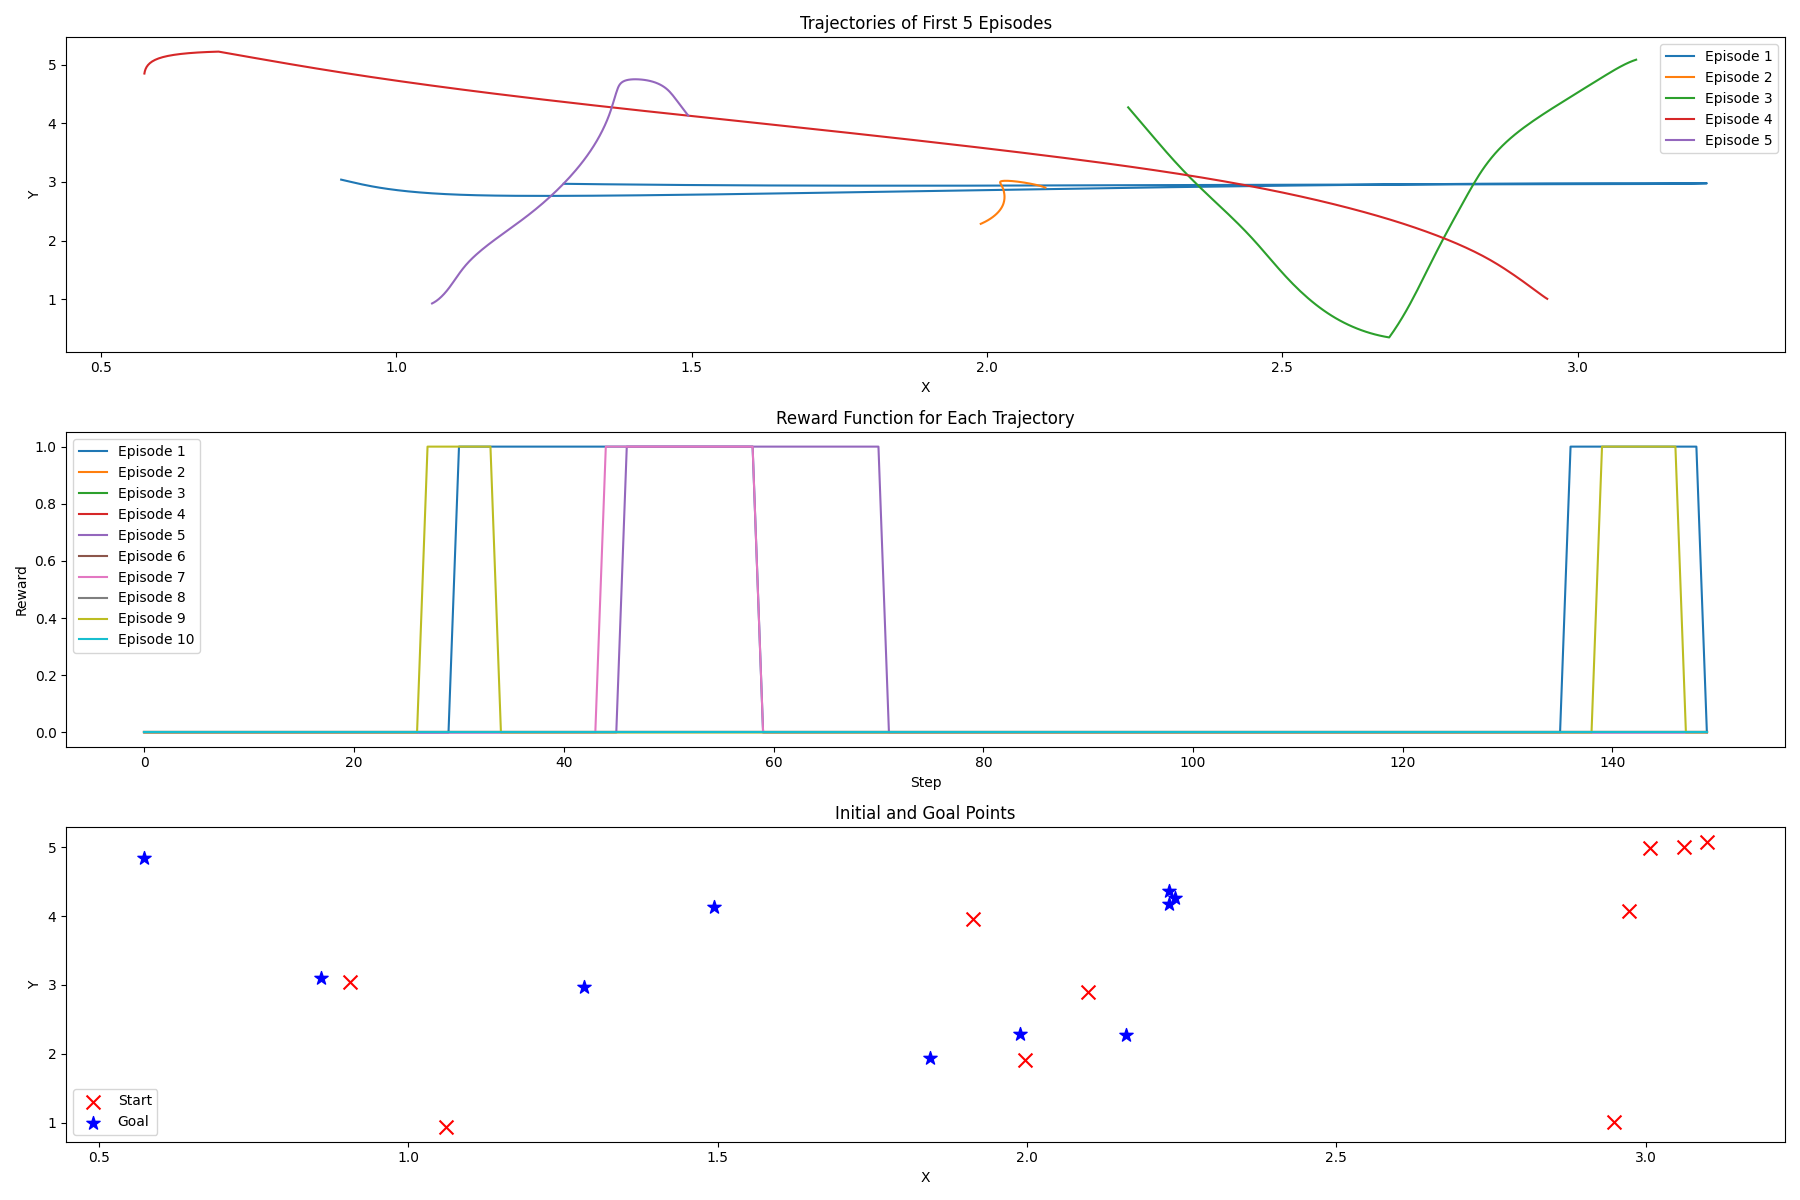 Trajectories of First 5 Episodes
Y
5
4
3
2
1
Episode 1
Episode 2
Episode 3
Episode 4
Episode 5
0.5 1.0 1.5 2.0 2.5 3.0
X
Reward Function for Each Trajectory
Reward
1.0
0.8
0.6
0.4
0.2
0.0
Episode 1
Episode 2
Episode 3
Episode 4
Episode 5
Episode 6
Episode 7
Episode 8
Episode 9
Episode 10
0 20 40 60 80 100 120 140
Step
Initial and Goal Points
Y
5
4
3
2
1
Start
Goal
0.5 1.0 1.5 2.0 2.5 3.0
X